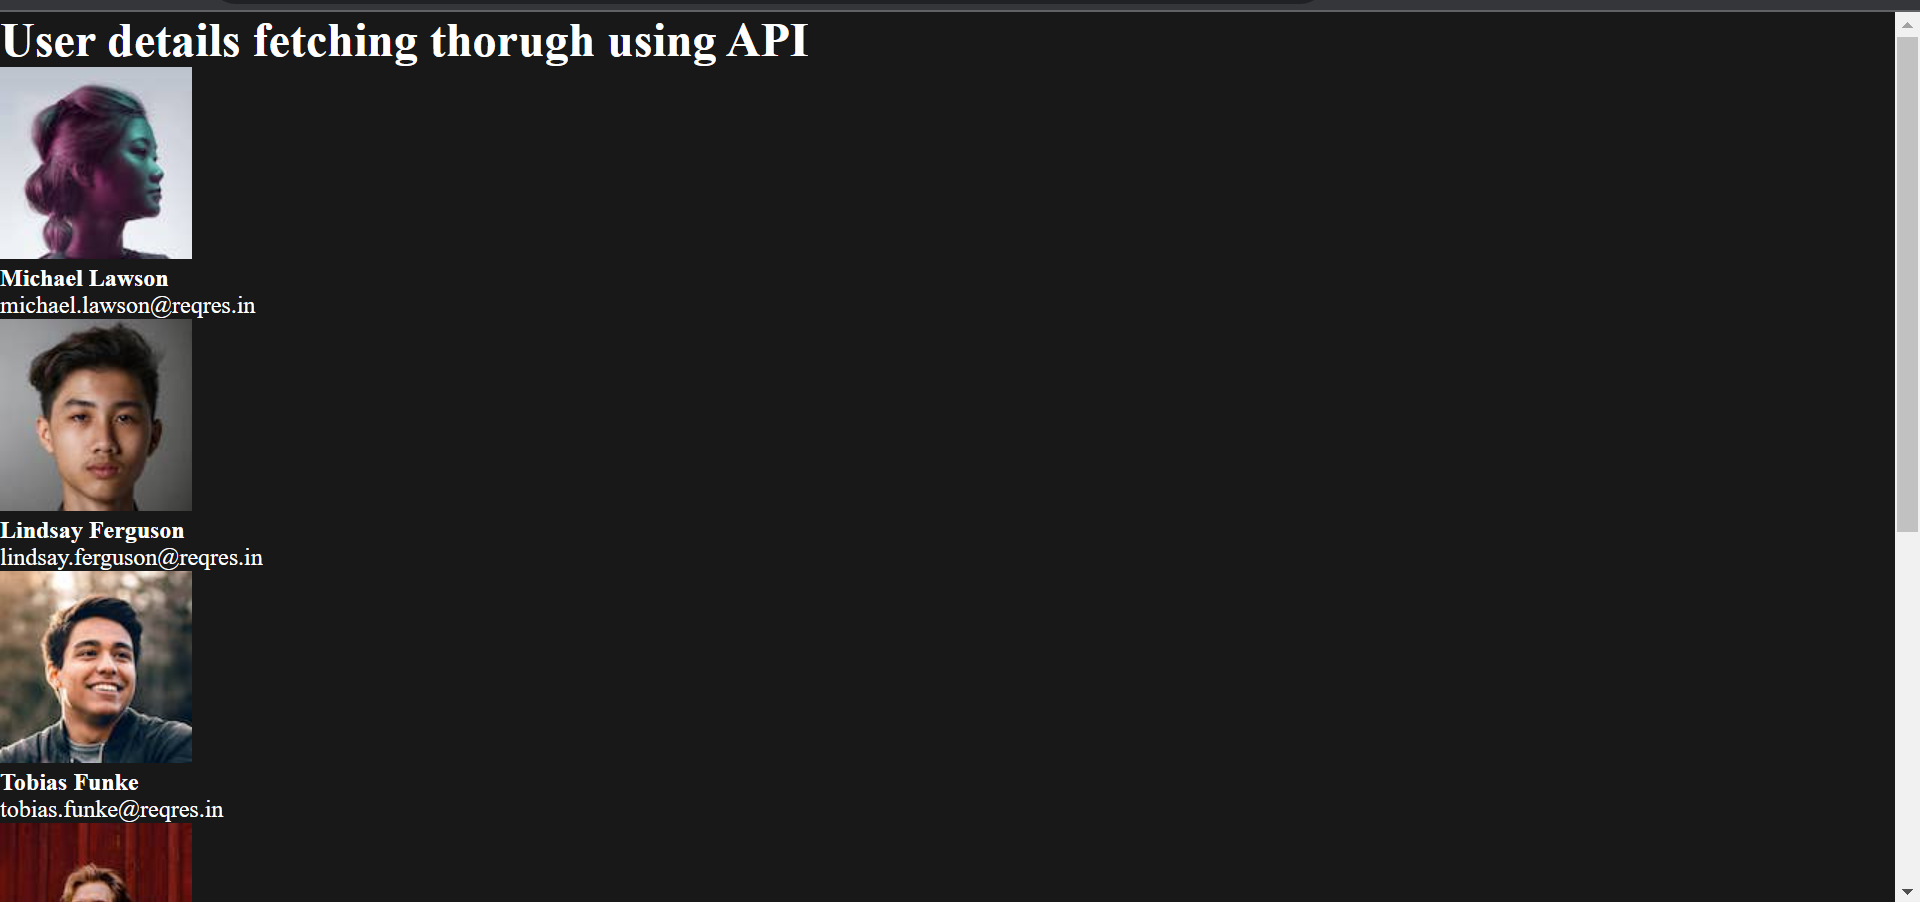 User details fetching thorugh using API
Michael Lawson
michael.lawson@reqres.in
Lindsay Ferguson
lindsay.ferguson@reqres.in
Tobias Funke
tobias.funke@reqres.in